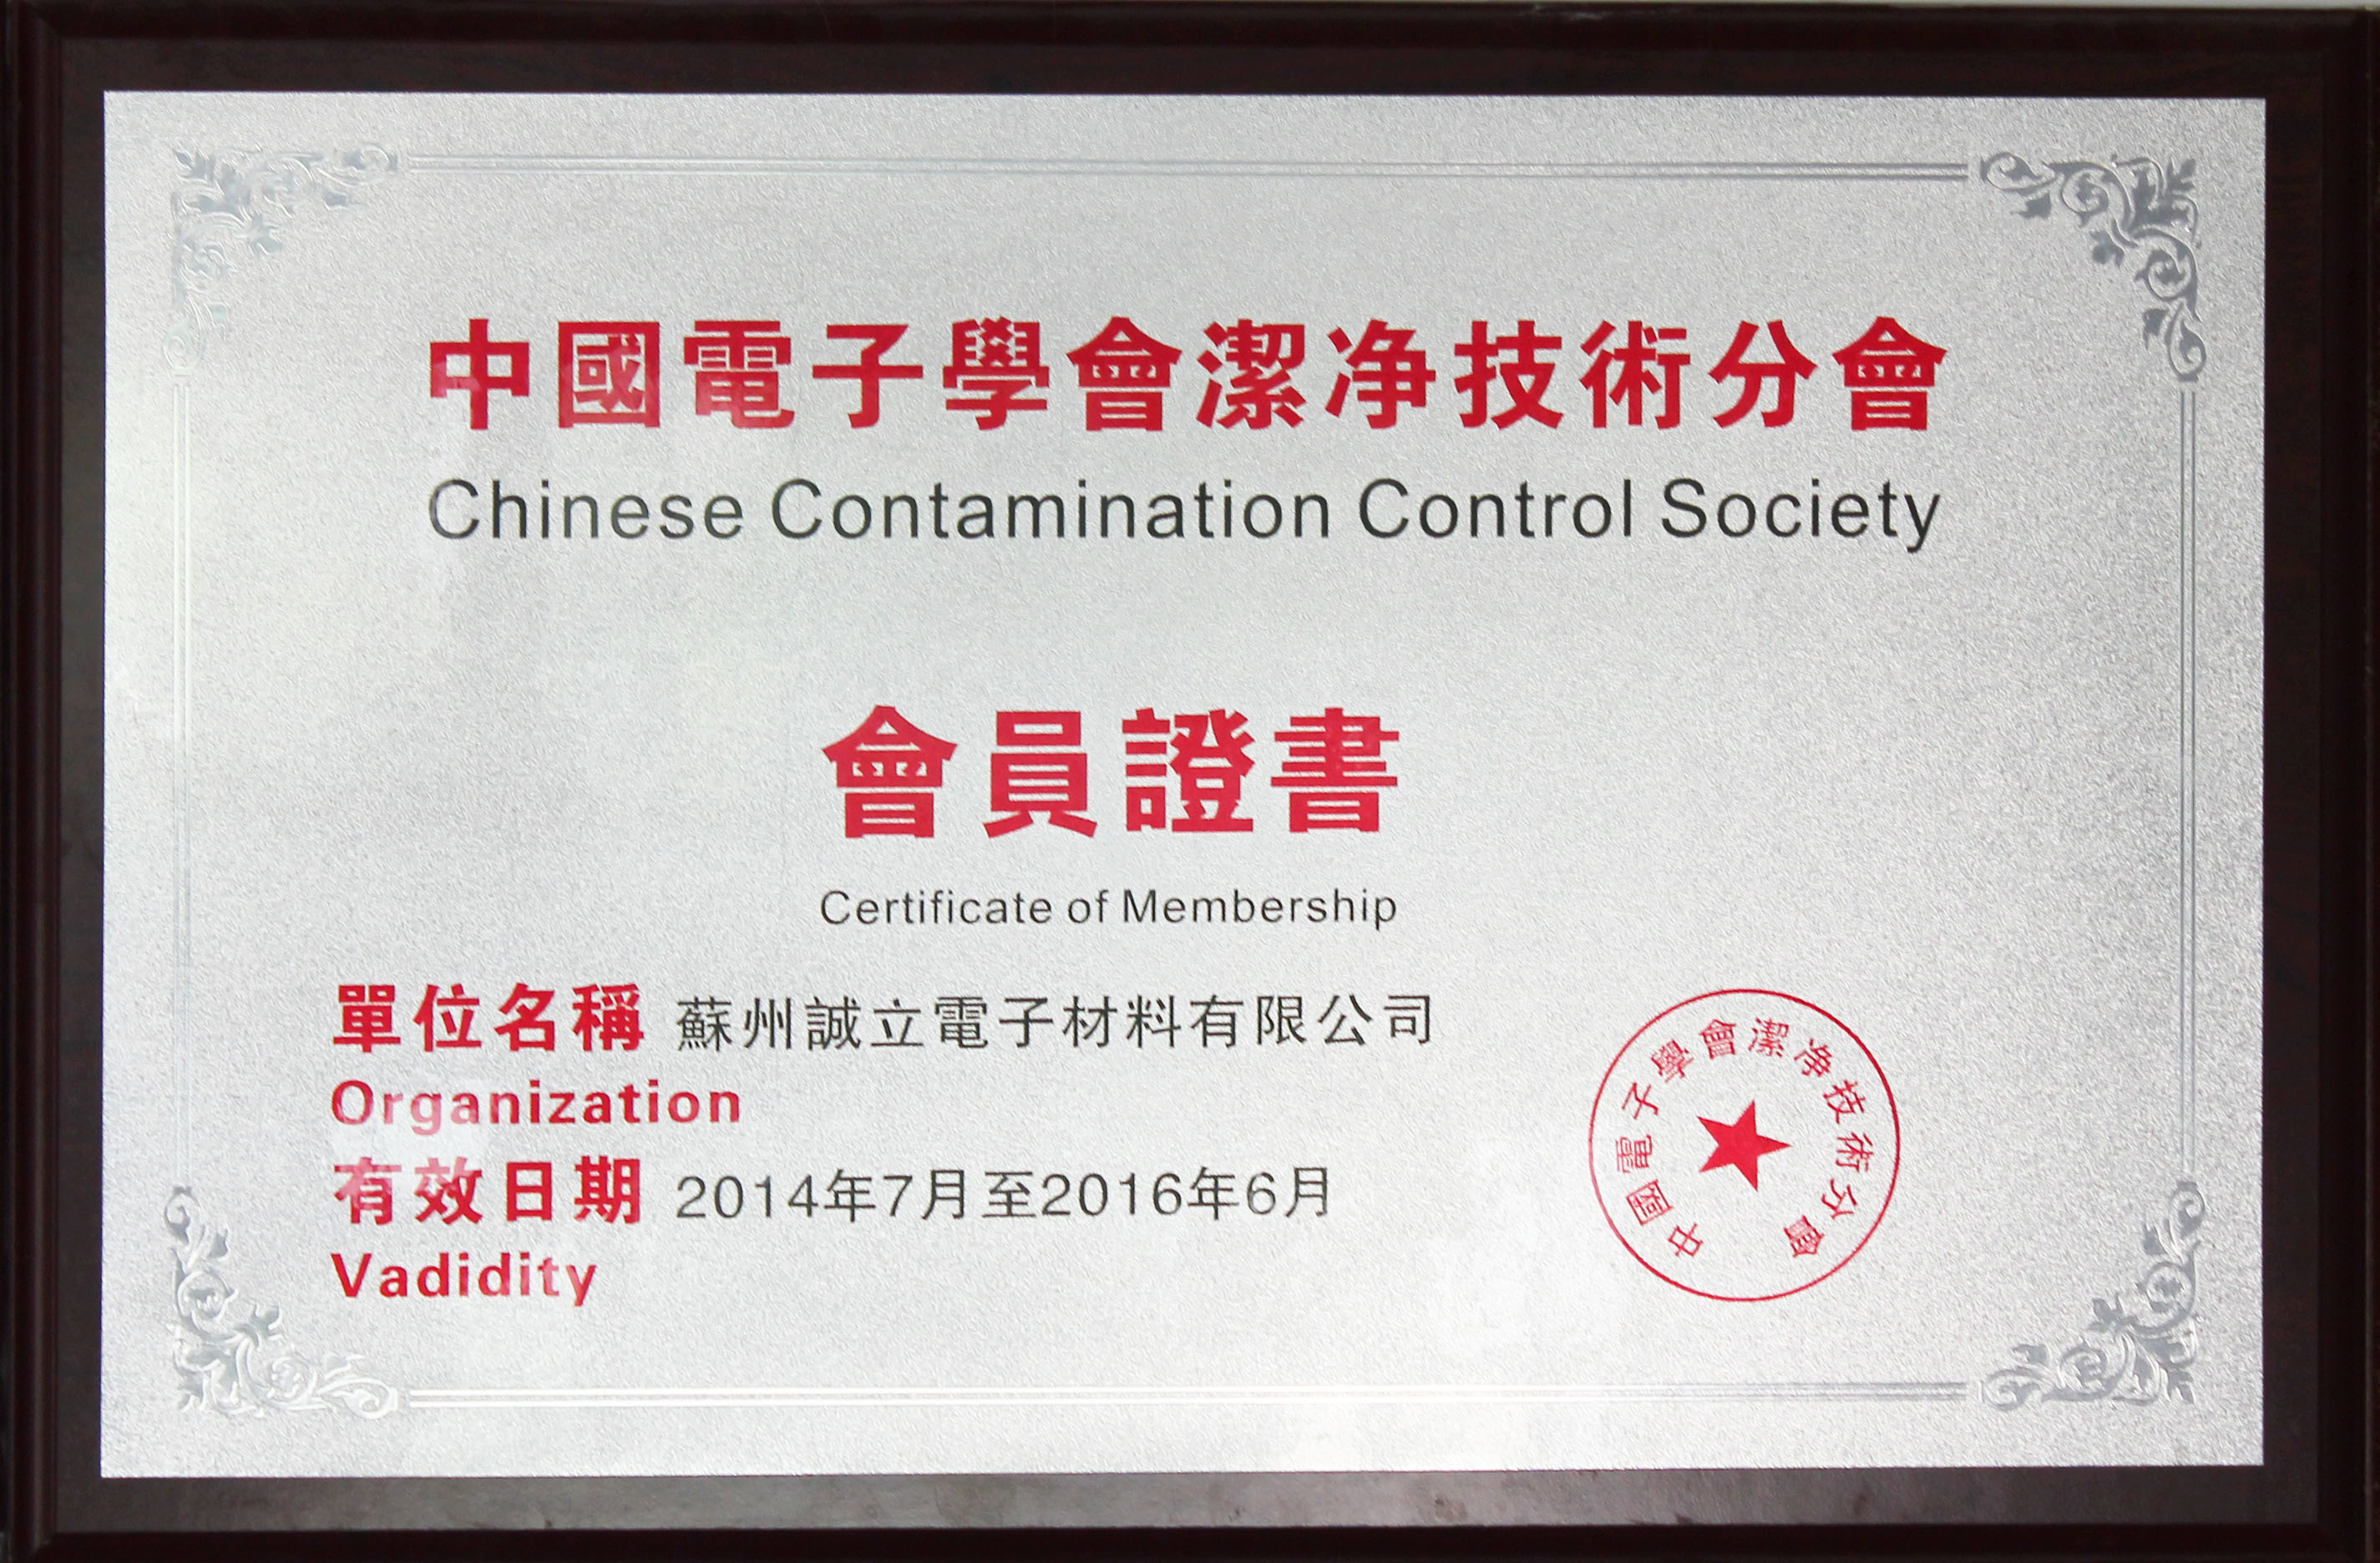 中國電子學會潔净技術分會
Chinese Contamination Control Society
會員證書
Certificate of Membership
單位名稱 蘇州誠立電子材料有限公司
Organization
有效日期 2014年7月至2016年6月
Vadidity
中國電子學會潔净技術分會